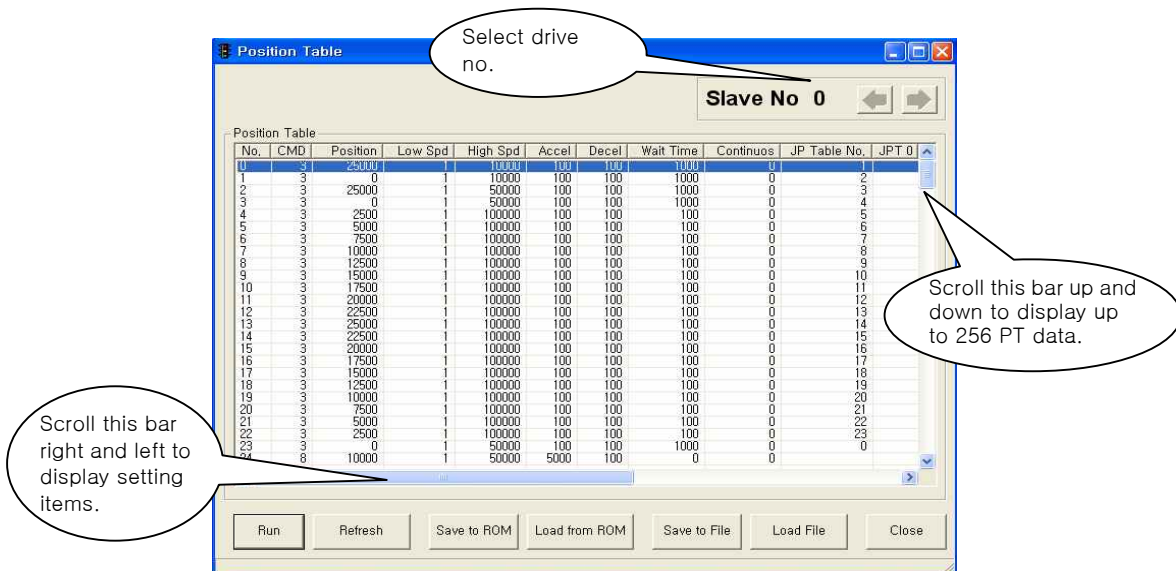 Select drive
no.
Position Table
Slave No 0
Position Table
No. CMD Position Low Spd High Spd Accel Decel Wait Time Continuos JP Table No. JPT 0
0 3 25000 1 10000 100 100 1000 0 1
1 3 0 1 10000 100 100 1000 0 2
2 3 25000 1 50000 100 100 1000 0 3
3 3 0 1 50000 100 100 1000 0 4
4 3 2500 1 100000 100 100 100 0 5
5 3 5000 1 100000 100 100 100 0 6
6 3 7500 1 100000 100 100 100 0 7
7 3 10000 1 100000 100 100 100 0 8
8 3 12500 1 100000 100 100 100 0 9
9 3 15000 1 100000 100 100 100 0 10
10 3 17500 1 100000 100 100 100 0 11
11 3 20000 1 100000 100 100 100 0 12
12 3 22500 1 100000 100 100 100 0 13
13 3 25000 1 100000 100 100 100 0 14
14 3 22500 1 100000 100 100 100 0 15
15 3 20000 1 100000 100 100 100 0 16
16 3 17500 1 100000 100 100 100 0 17
17 3 15000 1 100000 100 100 100 0 18
18 3 12500 1 100000 100 100 100 0 19
19 3 10000 1 100000 100 100 100 0 20
20 3 7500 1 100000 100 100 100 0 21
21 3 5000 1 100000 100 100 100 0 22
22 3 2500 1 100000 100 100 100 0 23
23 3 0 1 50000 100 100 1000 0 0
24 8 10000 1 50000 5000 100 0 0
Scroll this bar up and
down to display up
to 256 PT data.
Scroll this bar
right and left to
display setting
items.
Run Refresh Save to ROM Load from ROM Save to File Load File Close